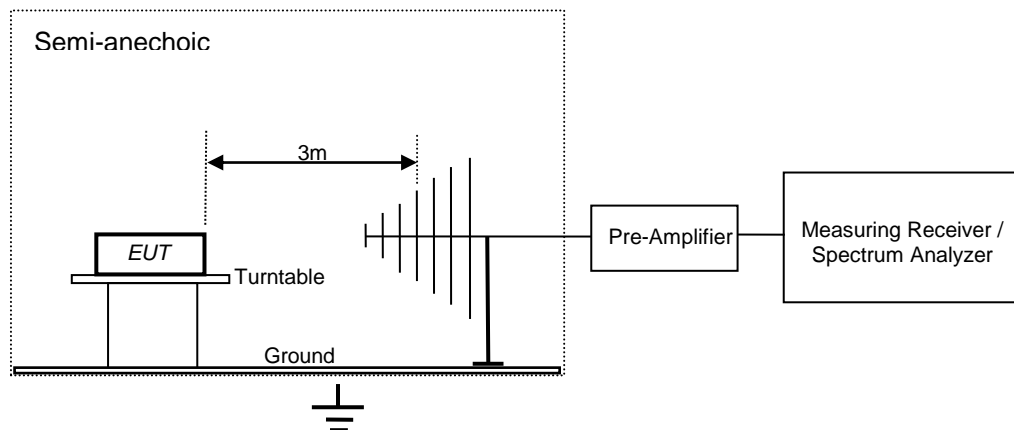 Semi-anechoic
3m
EUT
Turntable
Ground
Pre-Amplifier
Measuring Receiver /
Spectrum Analyzer